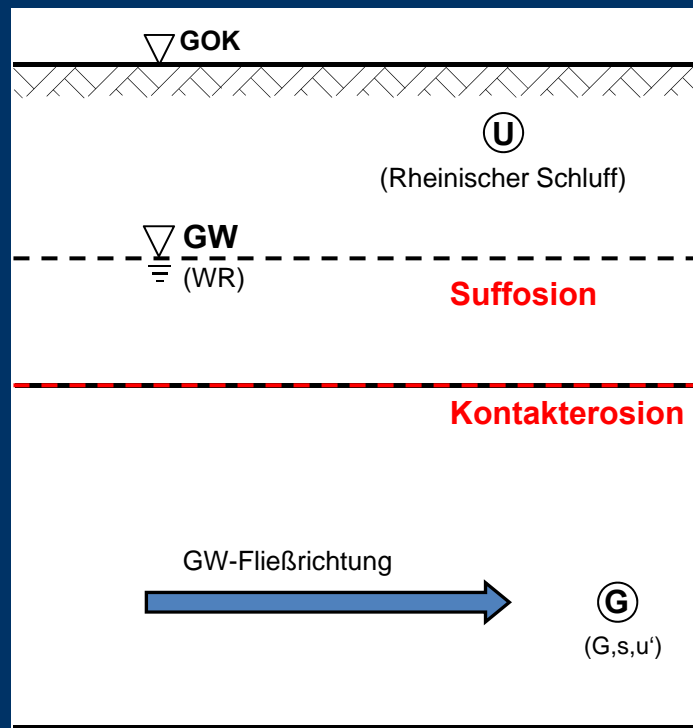 GOK
U
(Rheinischer Schluff)
GW
(WR)
Suffosion
Kontakterosion
GW-Fließrichtung
G
(G,s,u‘)